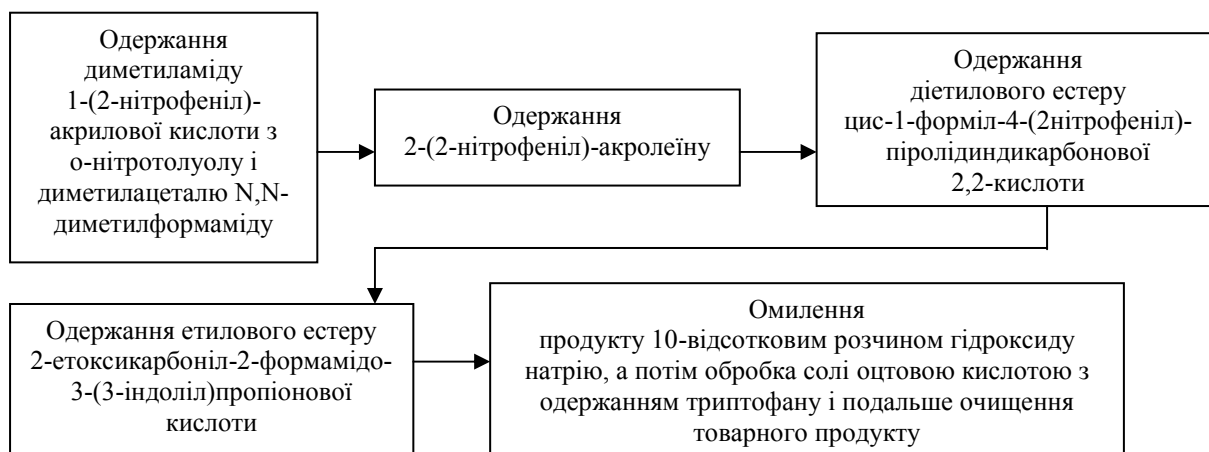 Одержання
диметиламіду
1-(2-нітрофеніл)-
акрилової кислоти з
о-нітротолуолу і
диметилацеталю N,N-
диметилформаміду
Одержання
2-(2-нітрофеніл)-акролеїну
Одержання
діетилового естеру
цис-1-форміл-4-(2нітрофеніл)-
піролідиндикарбонової
2,2-кислоти
Одержання етилового естеру
2-етоксикарбоніл-2-формамідо-
3-(3-індоліл)пропіонової
кислоти
Омилення
продукту 10-відсотковим розчином гідроксиду
натрію, а потім обробка солі оцтовою кислотою з
одержанням триптофану і подальше очищення
товарного продукту